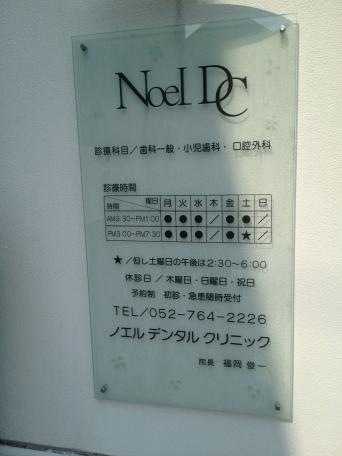 Noel DC
診療科目／歯科一般・小児歯科・口腔外科
診療時間
時間 曜日 月 火 水 木 金 土 日
AM9:30~PM1:00 ● ● ● ／ ● ● ／
PM3:00~PM7:30 ● ● ● ／ ● ★ ／
★／但し土曜日の午後は2:30~6:00
休診日 ／ 木曜日・日曜日・祝日
予約制 初診・急患随時受付
TEL／052-764-2226
ノエル デンタル クリニック
院長 福岡 俊一